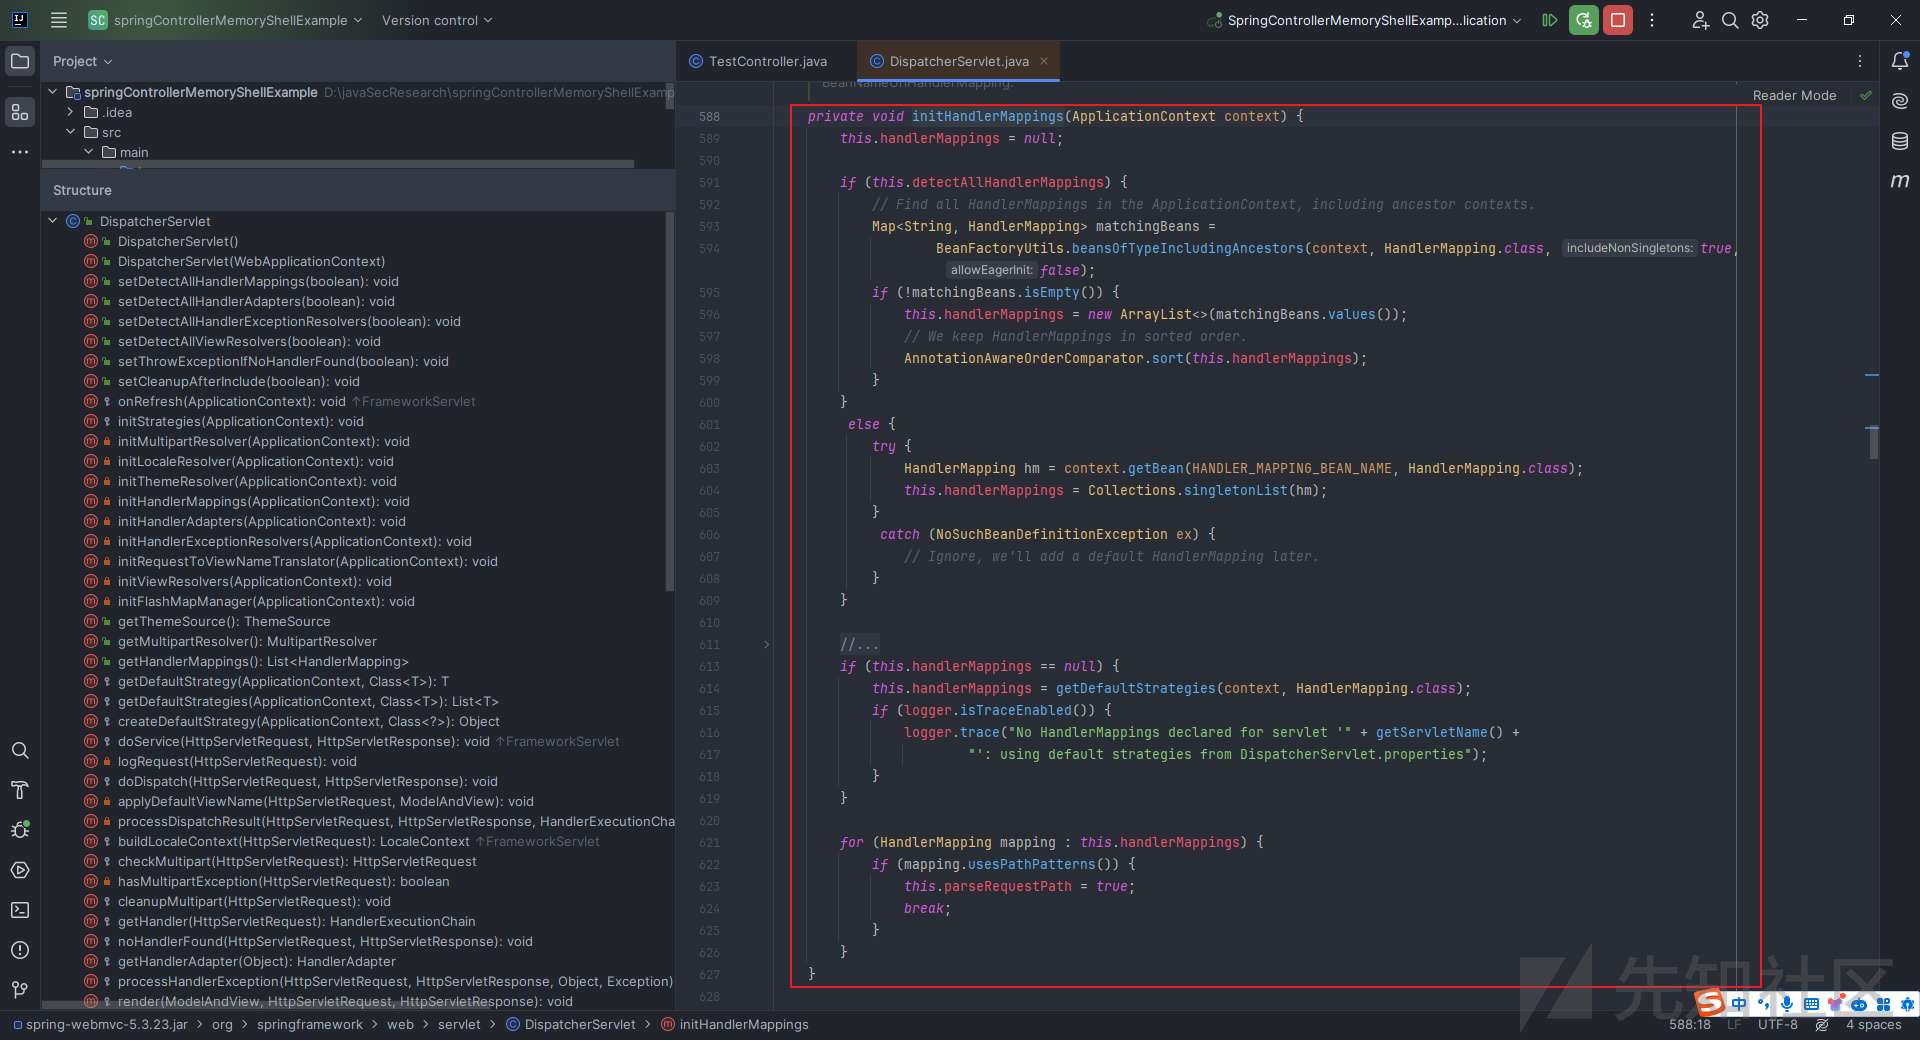 SC springControllerMemoryShellExample Version control SpringControllerMemoryShellExamp...lication
Project
springControllerMemoryShellExample D:\javaSecResearch\springControllerMemoryShellExamp
.idea
src
main
Structure
DispatcherServlet
DispatcherServlet()
DispatcherServlet(WebApplicationContext)
setDetectAllHandlerMappings(boolean): void
setDetectAllHandlerAdapters(boolean): void
setDetectAllHandlerExceptionResolvers(boolean): void
setDetectAllViewResolvers(boolean): void
setThrowExceptionIfNoHandlerFound(boolean): void
setCleanupAfterInclude(boolean): void
onRefresh(ApplicationContext): void ↑FrameworkServlet
initStrategies(ApplicationContext): void
initMultipartResolver(ApplicationContext): void
initLocaleResolver(ApplicationContext): void
initThemeResolver(ApplicationContext): void
initHandlerMappings(ApplicationContext): void
initHandlerAdapters(ApplicationContext): void
initHandlerExceptionResolvers(ApplicationContext): void
initRequestToViewNameTranslator(ApplicationContext): void
initViewResolvers(ApplicationContext): void
initFlashMapManager(ApplicationContext): void
getThemeSource(): ThemeSource
getMultipartResolver(): MultipartResolver
getHandlerMappings(): List<HandlerMapping>
getDefaultStrategy(ApplicationContext, Class<T>): T
getDefaultStrategies(ApplicationContext, Class<T>): List<T>
createDefaultStrategy(ApplicationContext, Class<?>): Object
doService(HttpServletRequest, HttpServletResponse): void ↑FrameworkServlet
logRequest(HttpServletRequest): void
doDispatch(HttpServletRequest, HttpServletResponse): void
applyDefaultViewName(HttpServletRequest, ModelAndView): void
processDispatchResult(HttpServletRequest, HttpServletResponse, HandlerExecutionCha
buildLocaleContext(HttpServletRequest): LocaleContext ↑FrameworkServlet
checkMultipart(HttpServletRequest): HttpServletRequest
hasMultipartException(HttpServletRequest): boolean
cleanupMultipart(HttpServletRequest): void
getHandler(HttpServletRequest): HandlerExecutionChain
noHandlerFound(HttpServletRequest, HttpServletResponse): void
getHandlerAdapter(Object): HandlerAdapter
processHandlerException(HttpServletRequest, HttpServletResponse, Object, Exception)
render(ModelAndView, HttpServletRequest, HttpServletResponse): void
TestController.java DispatcherServlet.java
BeanNameUrlHandlerMapping.
Reader Mode
588 private void initHandlerMappings(ApplicationContext context) {
589 this.handlerMappings = null;
590
591 if (this.detectAllHandlerMappings) {
592 // Find all HandlerMappings in the ApplicationContext, including ancestor contexts.
593 Map<String, HandlerMapping> matchingBeans =
594 BeanFactoryUtils.beansOfTypeIncludingAncestors(context, HandlerMapping.class, includeNonSingletons: true,
allowEagerInit: false);
595 if (!matchingBeans.isEmpty()) {
596 this.handlerMappings = new ArrayList<>(matchingBeans.values());
597 // We keep HandlerMappings in sorted order.
598 AnnotationAwareOrderComparator.sort(this.handlerMappings);
599 }
600 }
601 else {
602 try {
603 HandlerMapping hm = context.getBean(HANDLER_MAPPING_BEAN_NAME, HandlerMapping.class);
604 this.handlerMappings = Collections.singletonList(hm);
605 }
606 catch (NoSuchBeanDefinitionException ex) {
607 // Ignore, we'll add a default HandlerMapping later.
608 }
609 }
610
611 //...
613 if (this.handlerMappings == null) {
614 this.handlerMappings = getDefaultStrategies(context, HandlerMapping.class);
615 if (logger.isTraceEnabled()) {
616 logger.trace("No HandlerMappings declared for servlet '" + getServletName() +
617 "': using default strategies from DispatcherServlet.properties");
618 }
619 }
620
621 for (HandlerMapping mapping : this.handlerMappings) {
622 if (mapping.usesPathPatterns()) {
623 this.parseRequestPath = true;
624 break;
625 }
626 }
627 }
628
先知社区
中
spring-webmvc-5.3.23.jar > org > springframework > web > servlet > DispatcherServlet > initHandlerMappings 588:18 LF UTF-8 4 spaces